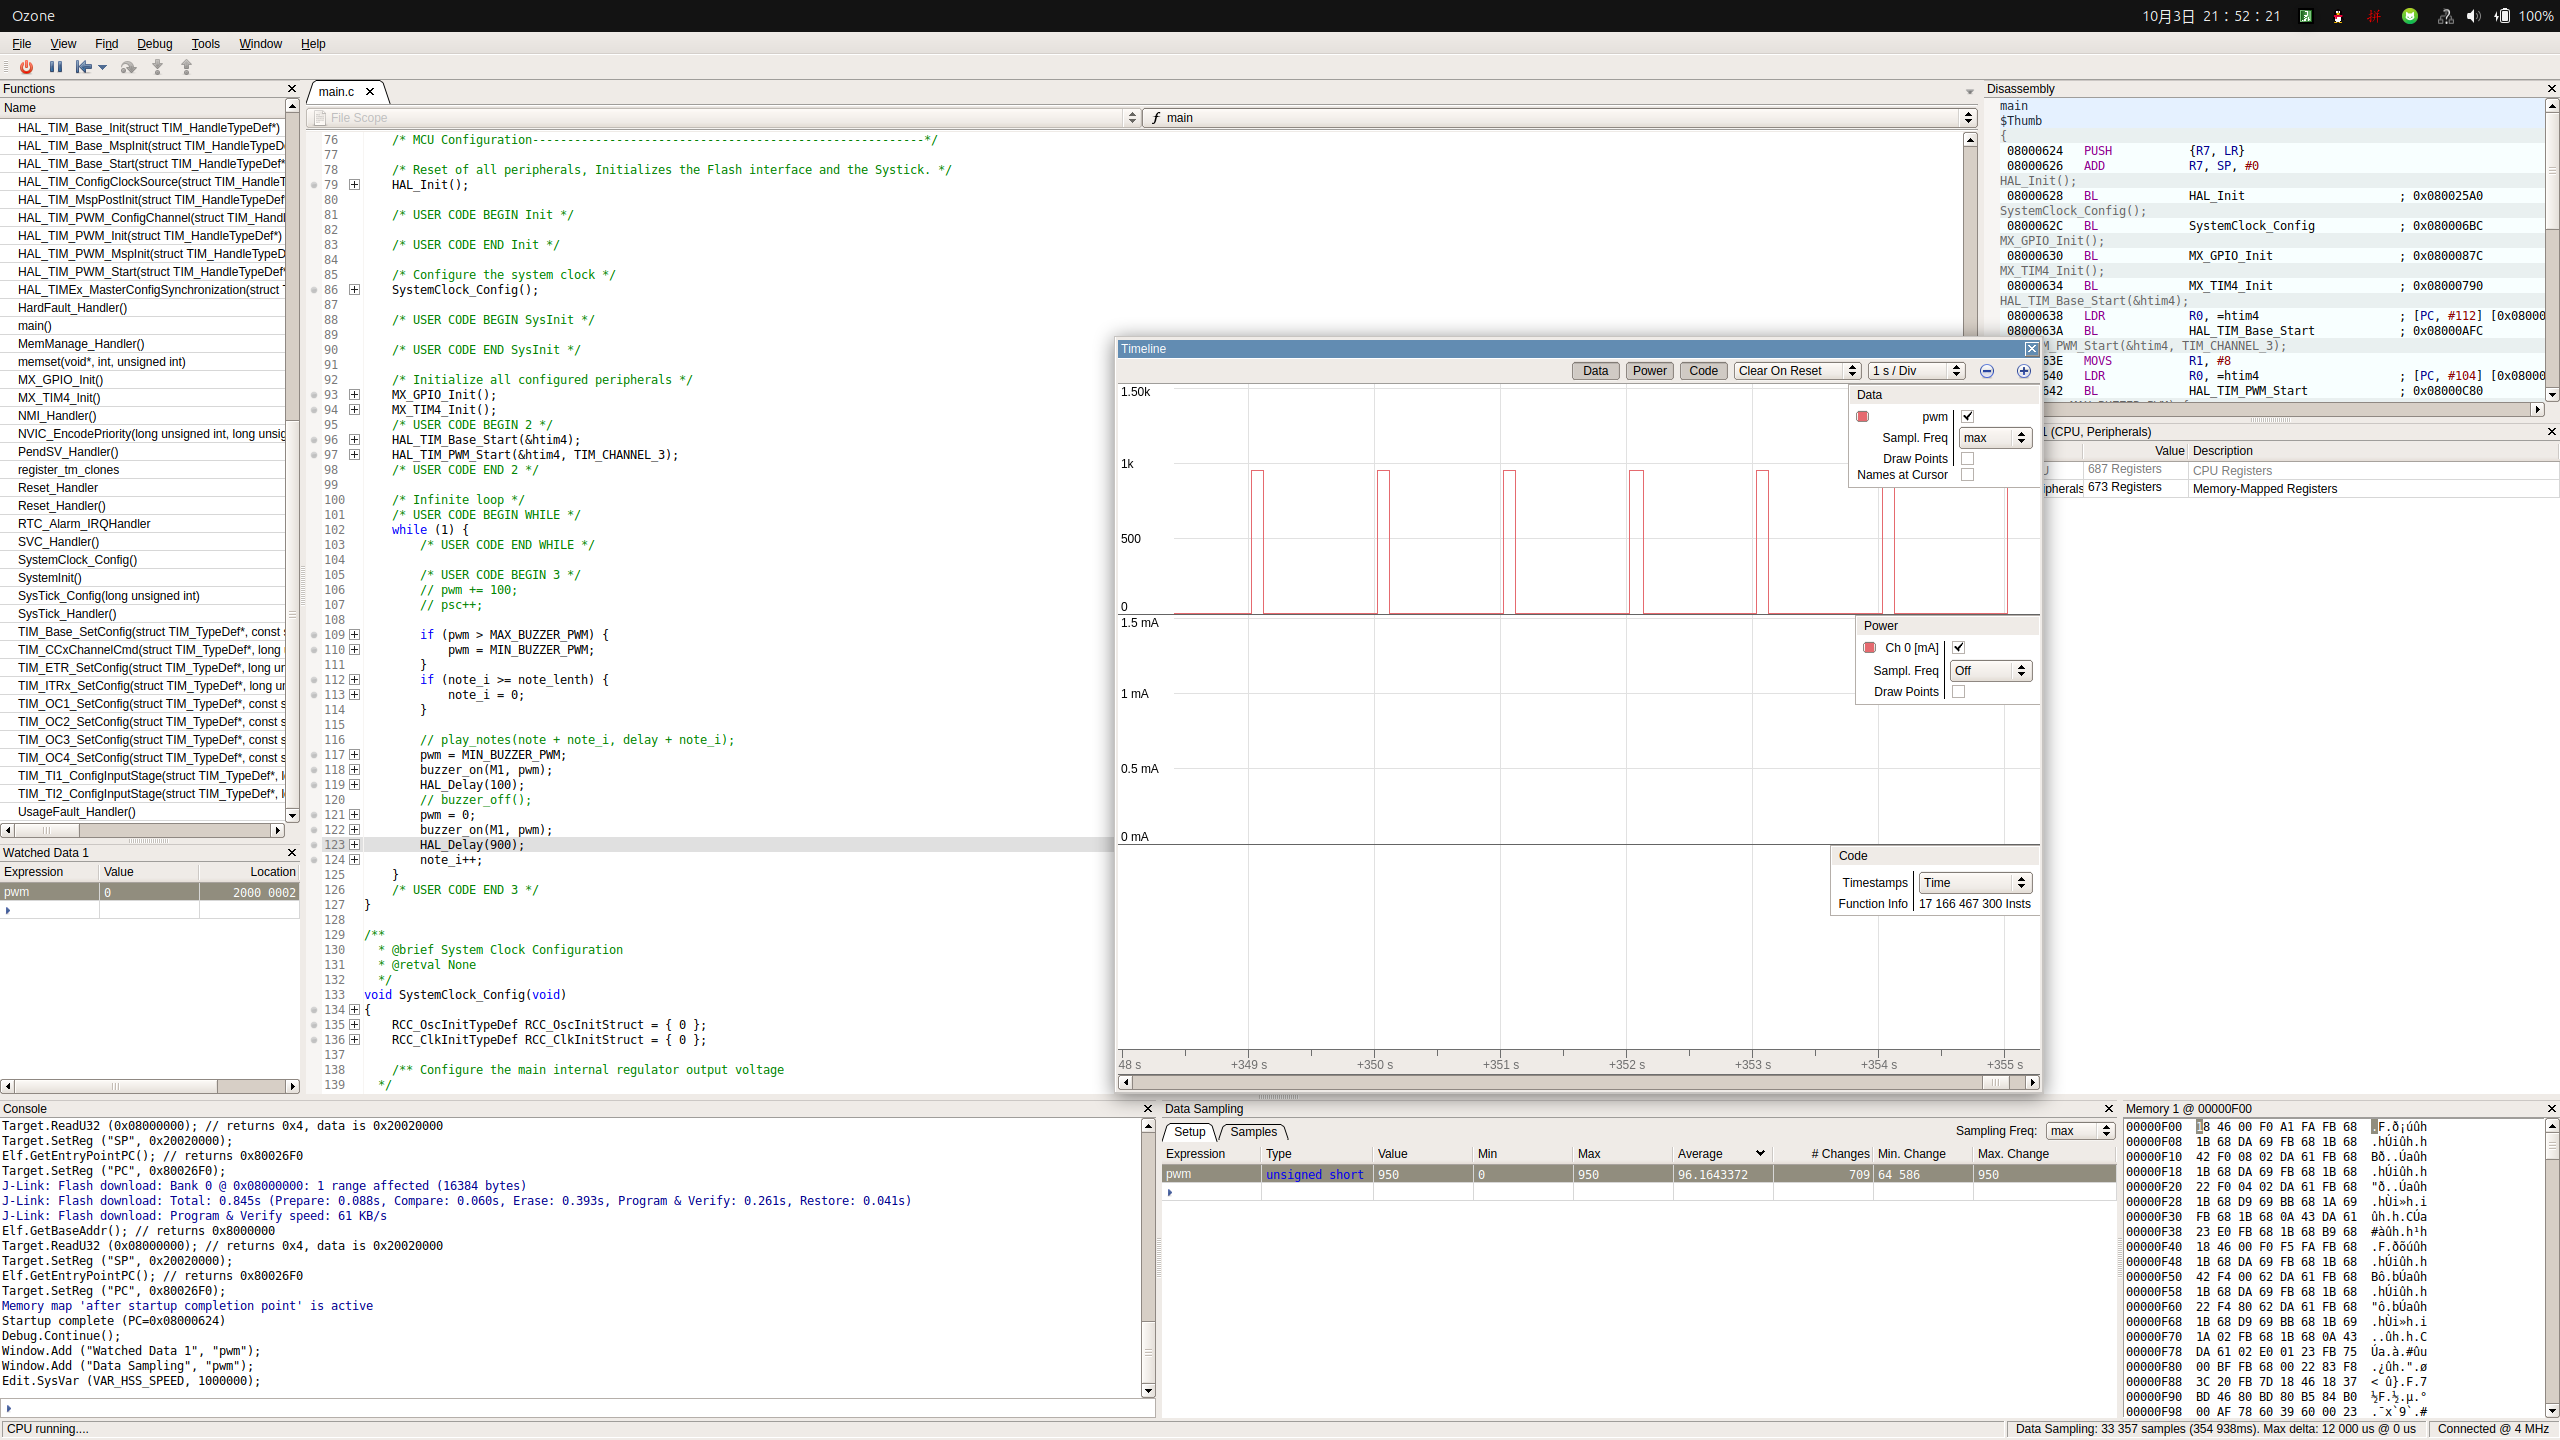 Ozone
10月3日 21：52：21
100%
File View Find Debug Tools Window Help
Functions
Name
HAL_TIM_Base_Init(struct TIM_HandleTypeDef*)
HAL_TIM_Base_MspInit(struct TIM_HandleTypeD
HAL_TIM_Base_Start(struct TIM_HandleTypeDef*
HAL_TIM_ConfigClockSource(struct TIM_HandleT
HAL_TIM_MspPostInit(struct TIM_HandleTypeDef
HAL_TIM_PWM_ConfigChannel(struct TIM_Handl
HAL_TIM_PWM_Init(struct TIM_HandleTypeDef*)
HAL_TIM_PWM_MspInit(struct TIM_HandleTypeD
HAL_TIM_PWM_Start(struct TIM_HandleTypeDef*
HAL_TIMEx_MasterConfigSynchronization(struct
HardFault_Handler()
main()
MemManage_Handler()
memset(void*, int, unsigned int)
MX_GPIO_Init()
MX_TIM4_Init()
NMI_Handler()
NVIC_EncodePriority(long unsigned int, long unsig
PendSV_Handler()
register_tm_clones
Reset_Handler
Reset_Handler()
RTC_Alarm_IRQHandler
SVC_Handler()
SystemClock_Config()
SystemInit()
SysTick_Config(long unsigned int)
SysTick_Handler()
TIM_Base_SetConfig(struct TIM_TypeDef*, const s
TIM_CCxChannelCmd(struct TIM_TypeDef*, long
TIM_ETR_SetConfig(struct TIM_TypeDef*, long un
TIM_ITRx_SetConfig(struct TIM_TypeDef*, long un
TIM_OC1_SetConfig(struct TIM_TypeDef*, const s
TIM_OC2_SetConfig(struct TIM_TypeDef*, const s
TIM_OC3_SetConfig(struct TIM_TypeDef*, const s
TIM_OC4_SetConfig(struct TIM_TypeDef*, const s
TIM_TI1_ConfigInputStage(struct TIM_TypeDef*, l
TIM_TI2_ConfigInputStage(struct TIM_TypeDef*, l
UsageFault_Handler()
Watched Data 1
Expression Value Location
pwm 0 2000 0002
main.c
File Scope
main
76 /* MCU Configuration--------------------------------------------------------*/
77
78 /* Reset of all peripherals, Initializes the Flash interface and the Systick. */
79 HAL_Init();
80
81 /* USER CODE BEGIN Init */
82
83 /* USER CODE END Init */
84
85 /* Configure the system clock */
86 SystemClock_Config();
87
88 /* USER CODE BEGIN SysInit */
89
90 /* USER CODE END SysInit */
91
92 /* Initialize all configured peripherals */
93 MX_GPIO_Init();
94 MX_TIM4_Init();
95 /* USER CODE BEGIN 2 */
96 HAL_TIM_Base_Start(&htim4);
97 HAL_TIM_PWM_Start(&htim4, TIM_CHANNEL_3);
98 /* USER CODE END 2 */
99
100 /* Infinite loop */
101 /* USER CODE BEGIN WHILE */
102 while (1) {
103 /* USER CODE END WHILE */
104
105 /* USER CODE BEGIN 3 */
106 // pwm += 100;
107 // psc++;
108
109 if (pwm > MAX_BUZZER_PWM) {
110 pwm = MIN_BUZZER_PWM;
111 }
112 if (note_i >= note_lenth) {
113 note_i = 0;
114 }
115
116 // play_notes(note + note_i, delay + note_i);
117 pwm = MIN_BUZZER_PWM;
118 buzzer_on(M1, pwm);
119 HAL_Delay(100);
120 // buzzer_off();
121 pwm = 0;
122 buzzer_on(M1, pwm);
123 HAL_Delay(900);
124 note_i++;
125 }
126 /* USER CODE END 3 */
127 }
128
129 /**
130 * @brief System Clock Configuration
131 * @retval None
132 */
133 void SystemClock_Config(void)
134 {
135 RCC_OscInitTypeDef RCC_OscInitStruct = { 0 };
136 RCC_ClkInitTypeDef RCC_ClkInitStruct = { 0 };
137
138 /** Configure the main internal regulator output voltage
139 */
Timeline
Data Power Code Clear On Reset 1 s / Div
1.50k
1k
500
0
Data
pwm
Sampl. Freq max
Draw Points
Names at Cursor
1.5 mA
1 mA
0.5 mA
0 mA
Power
Ch 0 [mA]
Sampl. Freq Off
Draw Points
Code
Timestamps Time
Function Info 17 166 467 300 Insts
48 s +349 s +350 s +351 s +352 s +353 s +354 s +355 s
Disassembly
main
$Thumb
{
08000624 PUSH {R7, LR}
08000626 ADD R7, SP, #0
HAL_Init();
08000628 BL HAL_Init ; 0x080025A0
SystemClock_Config();
0800062C BL SystemClock_Config ; 0x080006BC
MX_GPIO_Init();
08000630 BL MX_GPIO_Init ; 0x0800087C
MX_TIM4_Init();
08000634 BL MX_TIM4_Init ; 0x08000790
HAL_TIM_Base_Start(&htim4);
08000638 LDR R0, =htim4 ; [PC, #112] [0x08000
0800063A BL HAL_TIM_Base_Start ; 0x08000AFC
M_PWM_Start(&htim4, TIM_CHANNEL_3);
63E MOVS R1, #8
640 LDR R0, =htim4 ; [PC, #104] [0x08000
642 BL HAL_TIM_PWM_Start ; 0x08000C80
1 (CPU, Peripherals)
Value Description
U 687 Registers CPU Registers
ipherals 673 Registers Memory-Mapped Registers
Console
Target.ReadU32 (0x08000000); // returns 0x4, data is 0x20020000
Target.SetReg ("SP", 0x20020000);
Elf.GetEntryPointPC(); // returns 0x80026F0
Target.SetReg ("PC", 0x80026F0);
J-Link: Flash download: Bank 0 @ 0x08000000: 1 range affected (16384 bytes)
J-Link: Flash download: Total: 0.845s (Prepare: 0.088s, Compare: 0.060s, Erase: 0.393s, Program & Verify: 0.261s, Restore: 0.041s)
J-Link: Flash download: Program & Verify speed: 61 KB/s
Elf.GetBaseAddr(); // returns 0x8000000
Target.ReadU32 (0x08000000); // returns 0x4, data is 0x20020000
Target.SetReg ("SP", 0x20020000);
Elf.GetEntryPointPC(); // returns 0x80026F0
Target.SetReg ("PC", 0x80026F0);
Memory map 'after startup completion point' is active
Startup complete (PC=0x08000624)
Debug.Continue();
Window.Add ("Watched Data 1", "pwm");
Window.Add ("Data Sampling", "pwm");
Edit.SysVar (VAR_HSS_SPEED, 1000000);
Data Sampling
Setup Samples Sampling Freq: max
Expression Type Value Min Max Average # Changes Min. Change Max. Change
pwm unsigned short 950 0 950 96.1643372 709 64 586 950
Memory 1 @ 00000F00
00000F00 18 46 00 F0 A1 FA FB 68 .F.ð¡úûh
00000F08 1B 68 DA 69 FB 68 1B 68 .hÚiûh.h
00000F10 42 F0 08 02 DA 61 FB 68 Bð..Úaûh
00000F18 1B 68 DA 69 FB 68 1B 68 .hÚiûh.h
00000F20 22 F0 04 02 DA 61 FB 68 "ð..Úaûh
00000F28 1B 68 D9 69 BB 68 1A 69 .hÙi»h.i
00000F30 FB 68 1B 68 0A 43 DA 61 ûh.h.CÚa
00000F38 23 E0 FB 68 1B 68 B9 68 #àûh.h¹h
00000F40 18 46 00 F0 F5 FA FB 68 .F.ðõúûh
00000F48 1B 68 DA 69 FB 68 1B 68 .hÚiûh.h
00000F50 42 F4 00 62 DA 61 FB 68 Bô.bÚaûh
00000F58 1B 68 DA 69 FB 68 1B 68 .hÚiûh.h
00000F60 22 F4 80 62 DA 61 FB 68 "ô.bÚaûh
00000F68 1B 68 D9 69 BB 68 1B 69 .hÙi»h.i
00000F70 1A 02 FB 68 1B 68 0A 43 ..ûh.h.C
00000F78 DA 61 02 E0 01 23 FB 75 Úa.à.#ûu
00000F80 00 BF FB 68 00 22 83 F8 .¿ûh.".ø
00000F88 3C 20 FB 7D 18 46 18 37 < û}.F.7
00000F90 BD 46 80 BD 80 B5 84 B0 ½F.½.µ.°
00000F98 00 AF 78 60 39 60 00 23 .¯x`9`.#
CPU running....
Data Sampling: 33 357 samples (354 938ms). Max delta: 12 000 us @ 0 us
Connected @ 4 MHz